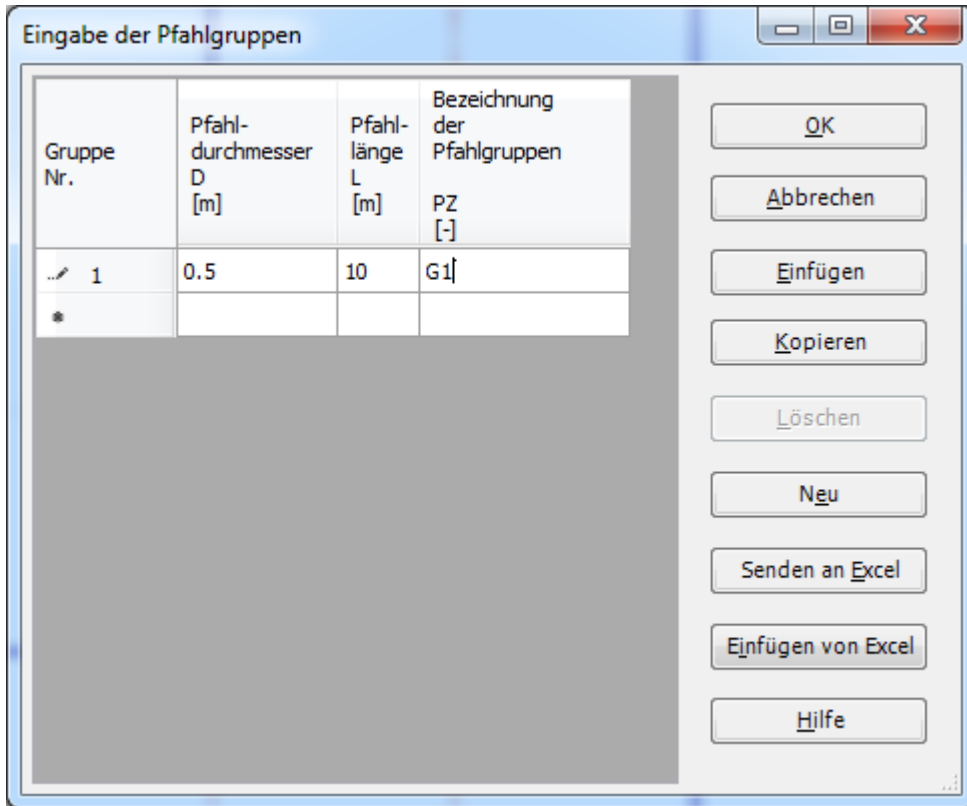 Eingabe der Pfahlgruppen
Gruppe
Nr.
Pfahl-
durchmesser
D
[m]
Pfahl-
länge
L
[m]
Bezeichnung
der
Pfahlgruppen
PZ
[-]
1
0.5
10
G1
OK
Abbrechen
Einfügen
Kopieren
Löschen
Neu
Senden an Excel
Einfügen von Excel
Hilfe